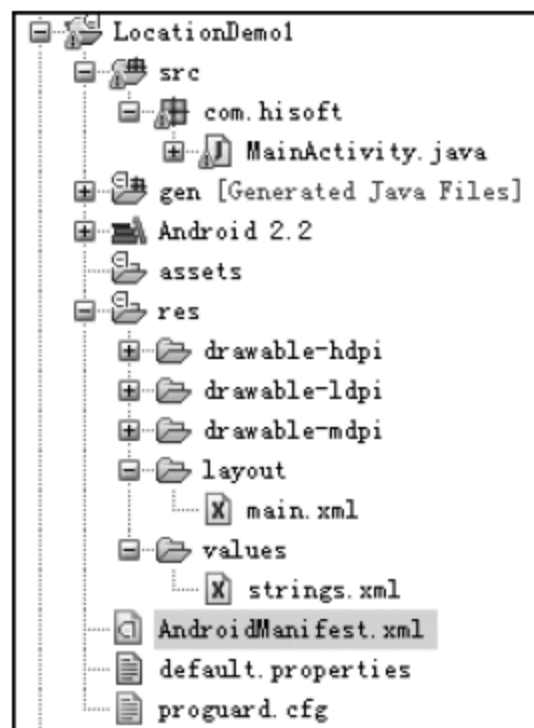 LocationDemo1
src
com.hisoft
MainActivity.java
gen [Generated Java Files]
Android 2.2
assets
res
drawable-hdpi
drawable-ldpi
drawable-mdpi
layout
main.xml
values
strings.xml
AndroidManifest.xml
default.properties
proguard.cfg